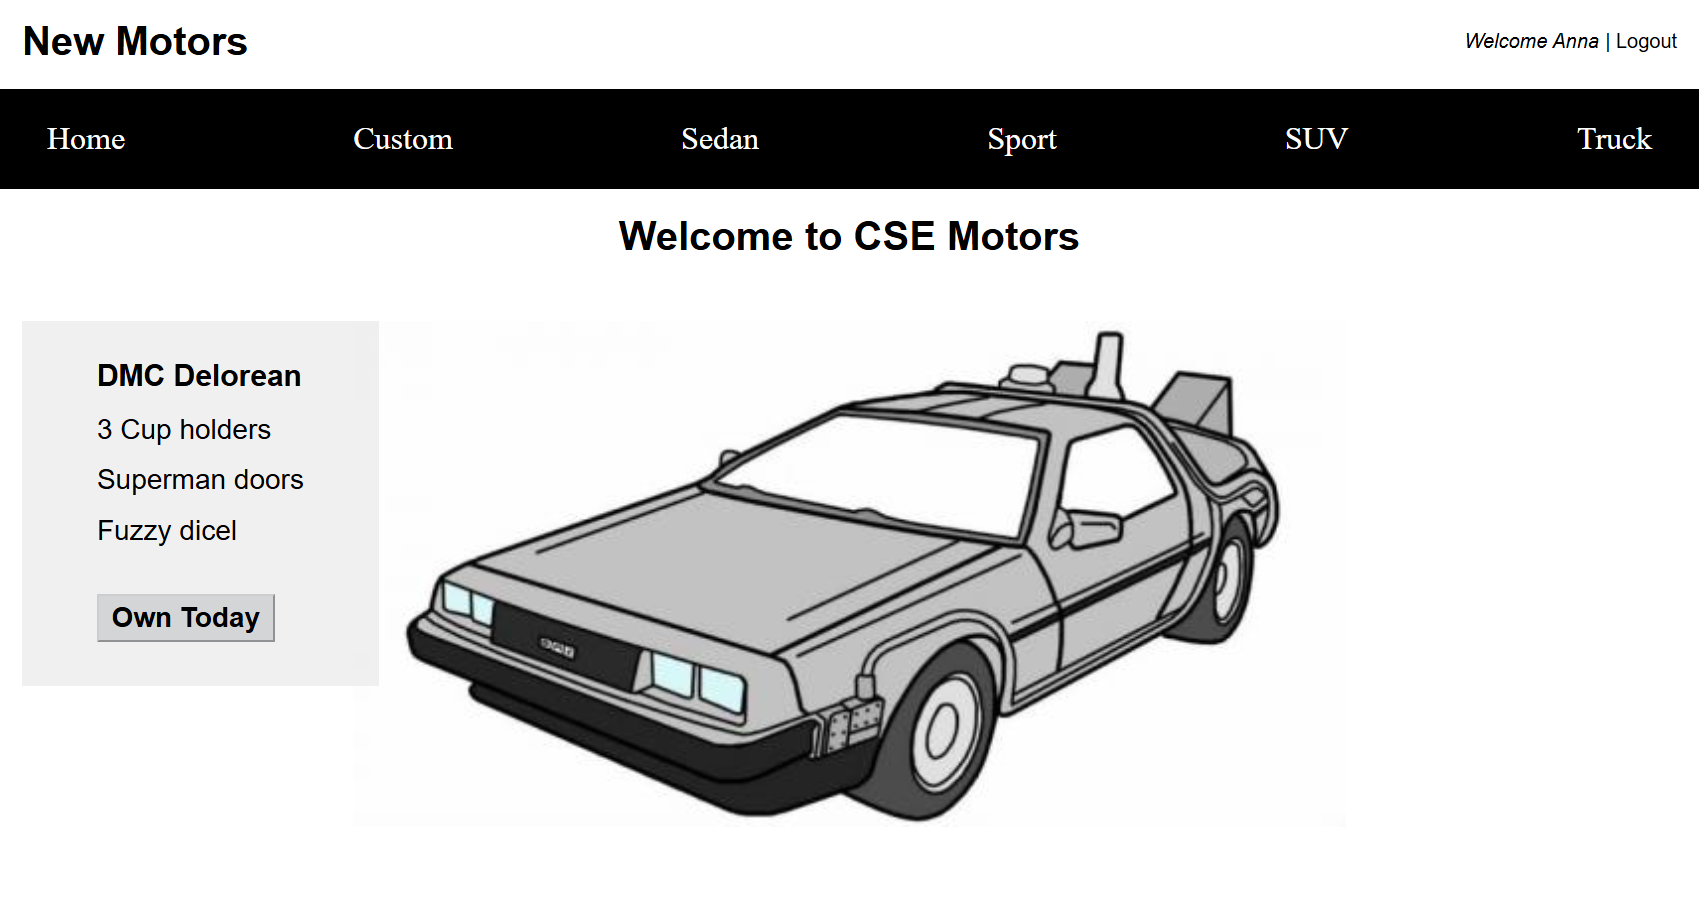 New Motors
Welcome Anna | Logout
Home Custom Sedan Sport SUV Truck
Welcome to CSE Motors
DMC Delorean
3 Cup holders
Superman doors
Fuzzy dicel
Own Today